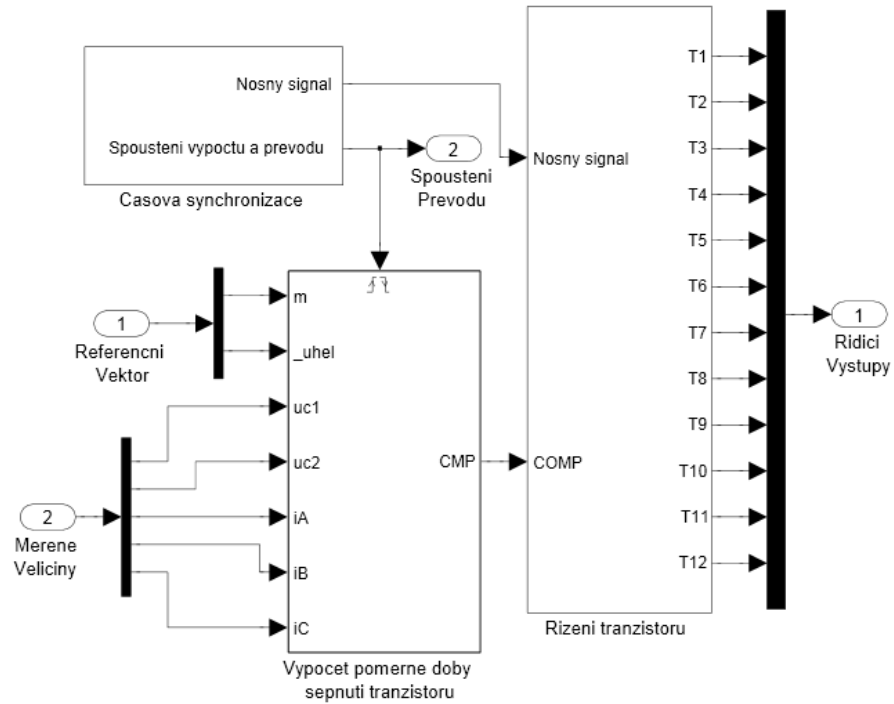 Nosny signal
Spousteni vypoctu a prevodu
Casova synchronizace
2
Spousteni
Prevodu
1
Referencni
Vektor
2
Merene
Veliciny
m
_uhel
uc1
uc2
iA
iB
iC
CMP
Vypocet pomerne doby
sepnuti tranzistoru
Nosny signal
COMP
T1
T2
T3
T4
T5
T6
T7
T8
T9
T10
T11
T12
Rizeni tranzistoru
1
Ridici
Vystupy